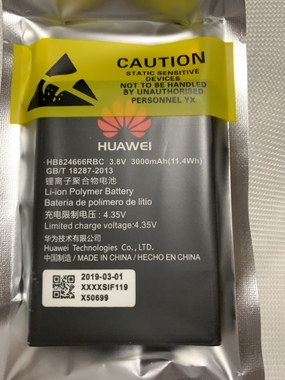 CAUTION
STATIC SENSITIVE
DEVICES
NOT TO BE HANDLED
BY UNAUTHORISED
PERSONNEL YX
HUAWEI
HB824666RBC 3.8V 3000mAh(11.4Wh)
GB/T 18287-2013
锂离子聚合物电池
Li-ion Polymer Battery
Batería de polímero de litio
充电限制电压：4.35V
Limited charge voltage:4.35V
华为技术有限公司
Huawei Technologies Co., LTD.
中国制造 / MADE IN CHINA / HECHO EN CHINA
2019-03-01
XXXXSIF119
X50699